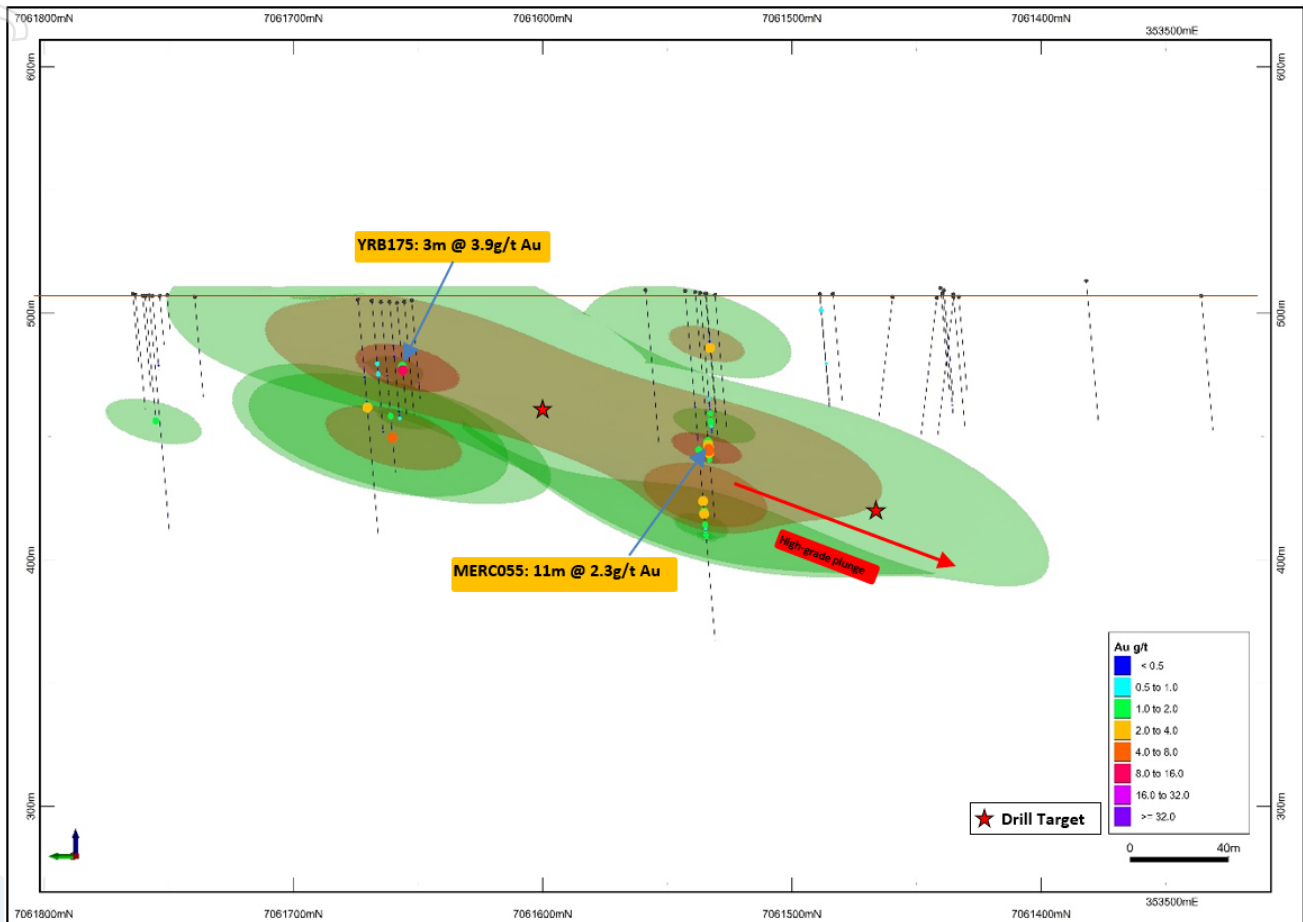 7061800mN 7061700mN 7061600mN 7061500mN 7061400mN
353500mE
600m 600m
YRB175: 3m @ 3.9g/t Au
500m 500m
High-grade plunge
MERC055: 11m @ 2.3g/t Au
400m 400m
Au g/t
< 0.5
0.5 to 1.0
1.0 to 2.0
2.0 to 4.0
4.0 to 8.0
8.0 to 16.0
16.0 to 32.0
>= 32.0
300m 300m
Drill Target
0 40m
7061800mN 7061700mN 7061600mN 7061500mN 7061400mN 353500mE